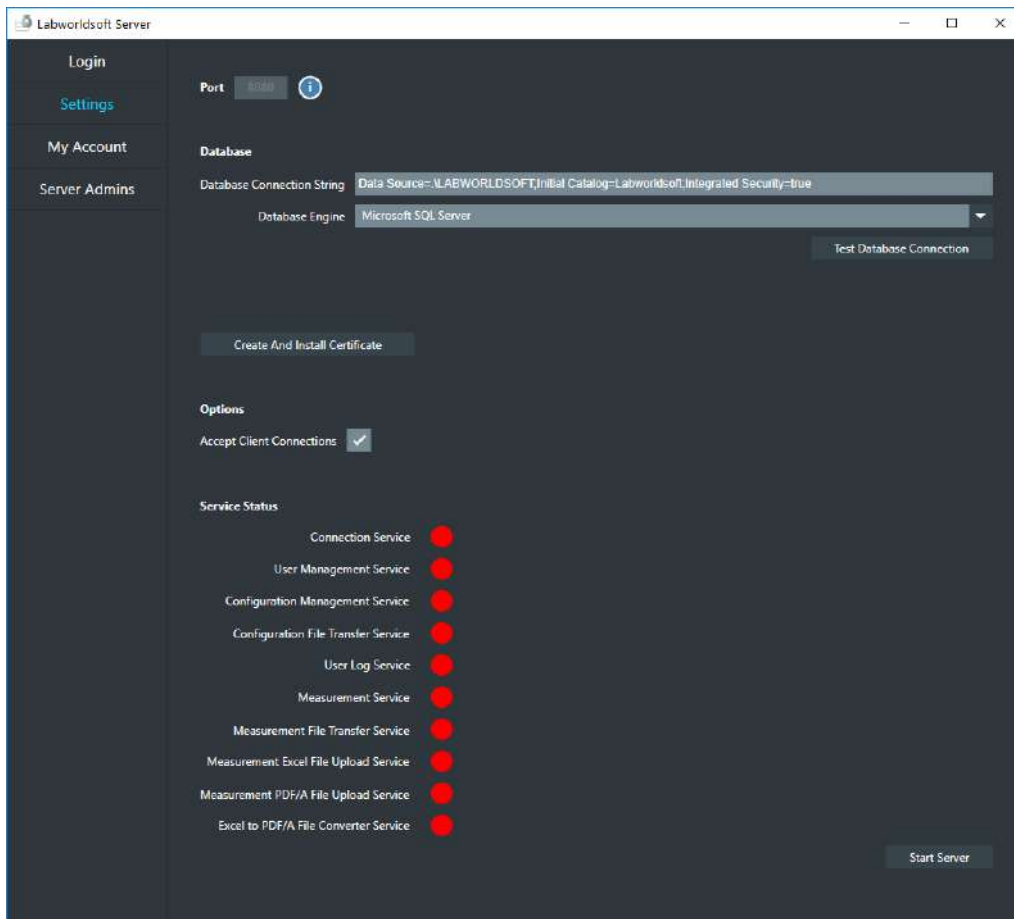 Labworldsoft Server
Login
Settings
My Account
Server Admins
Port 8080
Database
Database Connection String Data Source=.\LABWORLDSOFT;Initial Catalog=Labworldsoft;Integrated Security=true
Database Engine Microsoft SQL Server
Test Database Connection
Create And Install Certificate
Options
Accept Client Connections
Service Status
Connection Service
User Management Service
Configuration Management Service
Configuration File Transfer Service
User Log Service
Measurement Service
Measurement File Transfer Service
Measurement Excel File Upload Service
Measurement PDF/A File Upload Service
Excel to PDF/A File Converter Service
Start Server